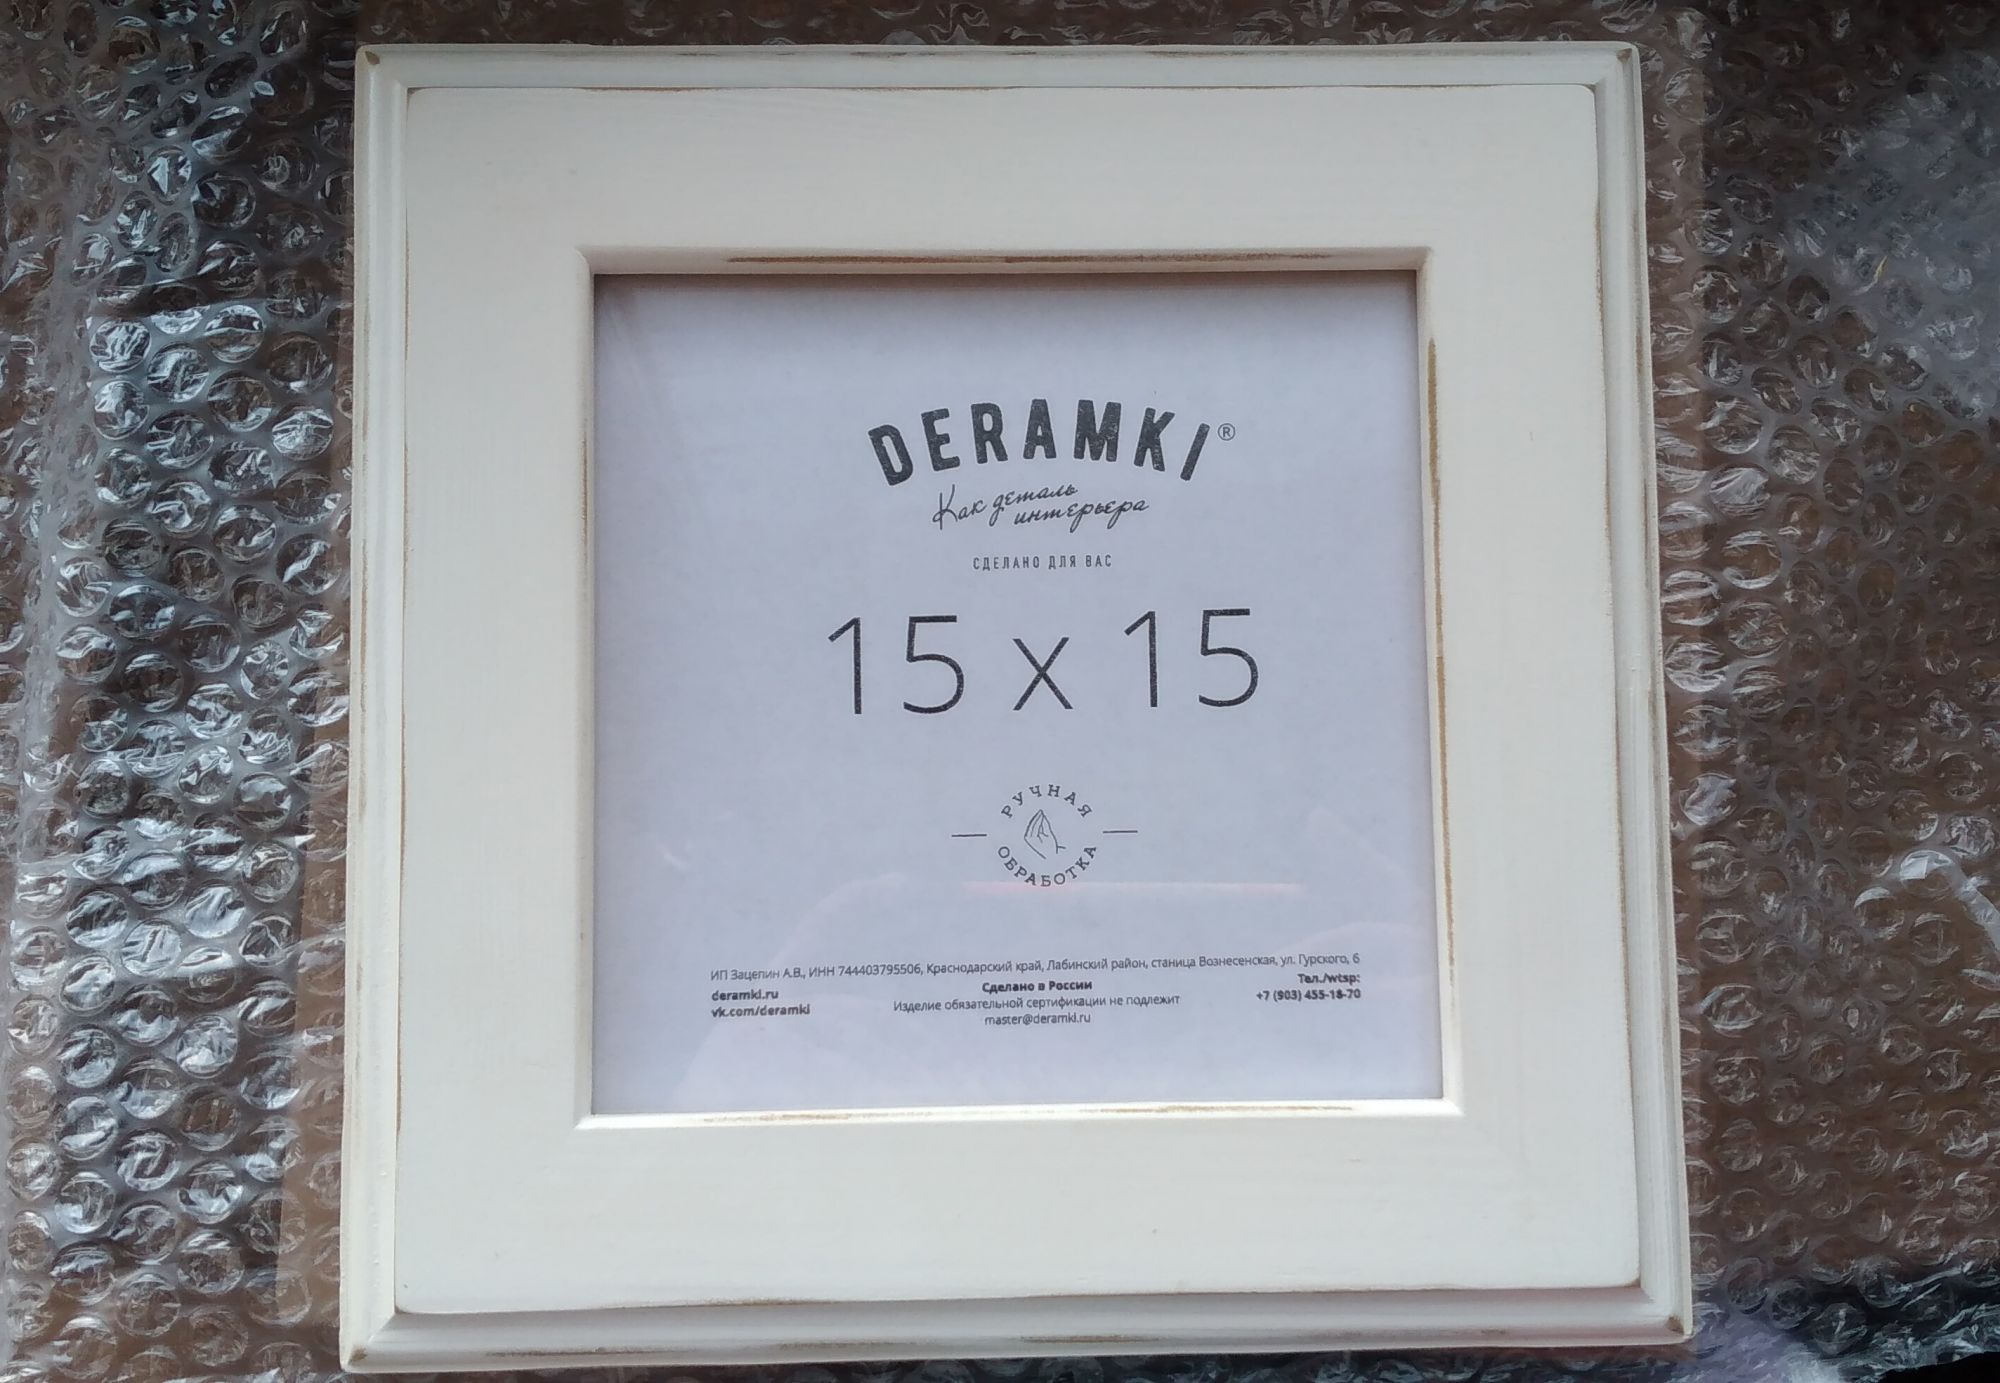 DERAMKI®
Как деталь
интерьера
СДЕЛАНО ДЛЯ ВАС
15 x 15
РУЧНАЯ
ОБРАБОТКА
ИП Зацепин А.В., ИНН 744403795506, Краснодарский край, Лабинский район, станица Вознесенская, ул. Гурского, 6
deramki.ru
vk.com/deramki
Сделано в России
Изделие обязательной сертификации не подлежит
master@deramki.ru
Тел./wtsp:
+7 (903) 455-18-70